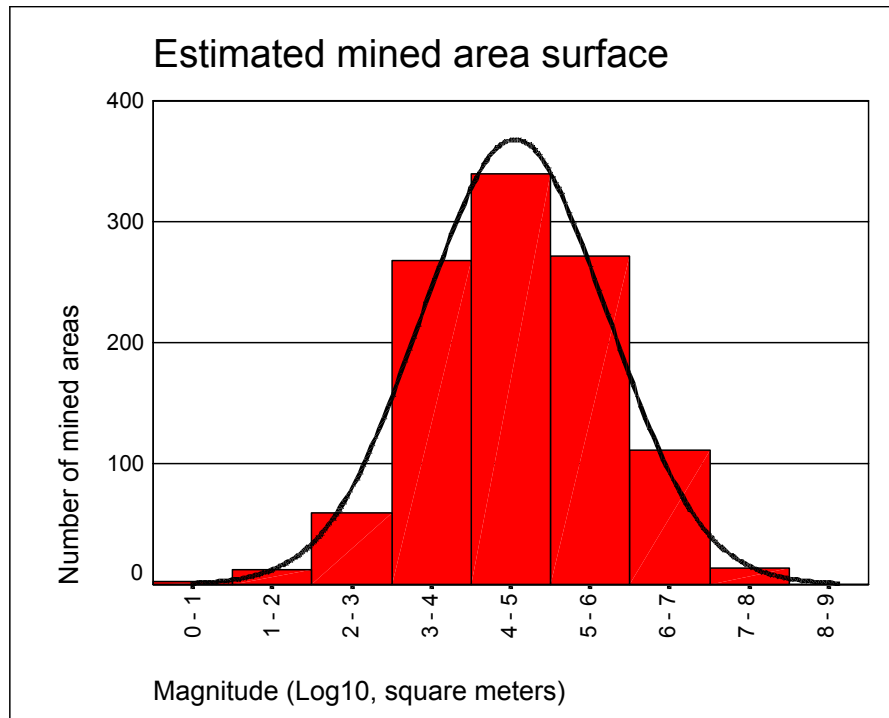 Estimated mined area surface
400
300
200
100
0
Number of mined areas
0 - 1
1 - 2
2 - 3
3 - 4
4 - 5
5 - 6
6 - 7
7 - 8
8 - 9
Magnitude (Log10, square meters)